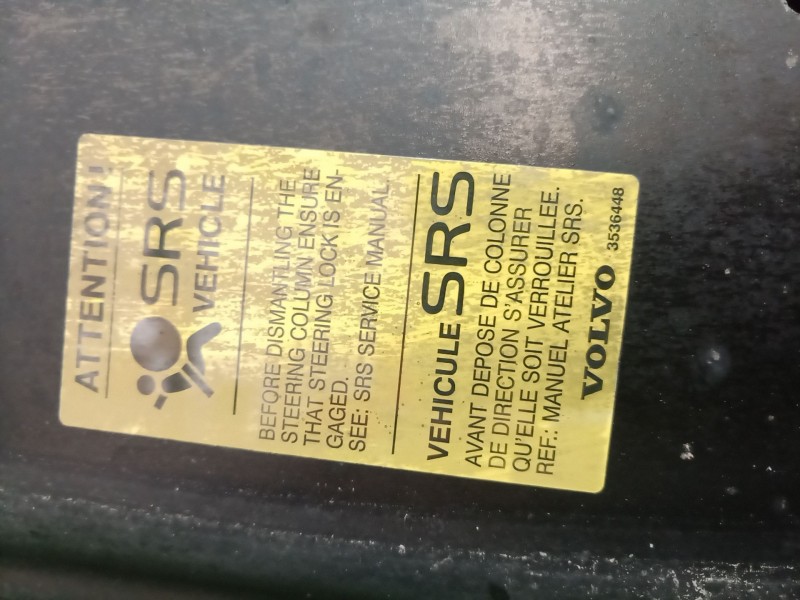 ATTENTION!
SRS
VEHICLE
BEFORE DISMANTLING THE
STEERING COLUMN ENSURE
THAT STEERING LOCK IS EN-
GAGED.
SEE: SRS SERVICE MANUAL.
VEHICULE SRS
AVANT DEPOSE DE COLONNE
DE DIRECTION S'ASSURER
QU'ELLE SOIT VERROUILLEE.
REF.: MANUEL ATELIER SRS.
VOLVO 3536448